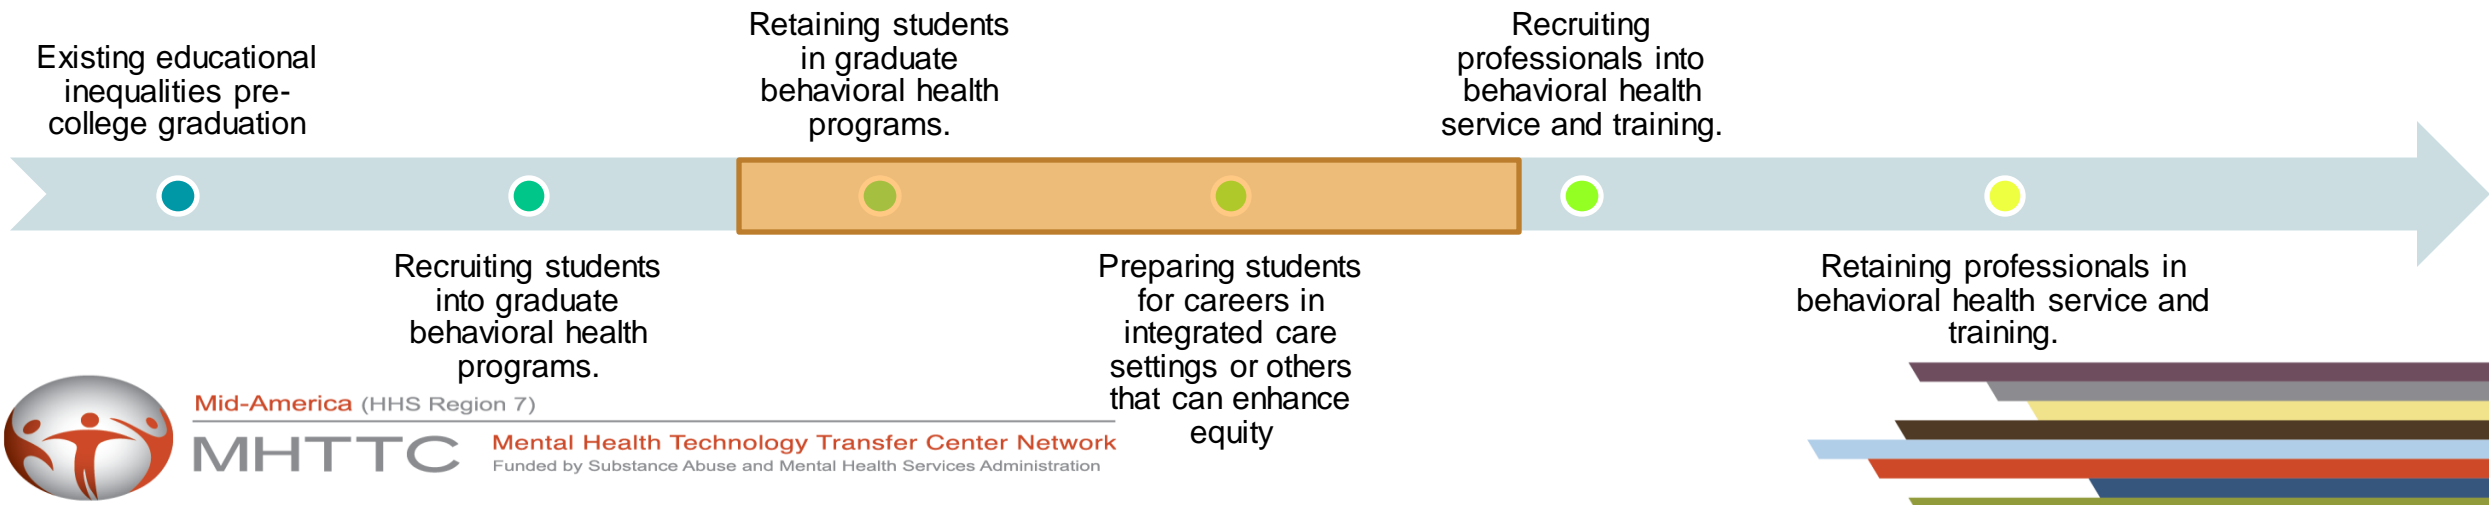 Existing educational
inequalities pre-
college graduation
Recruiting students
into graduate
behavioral health
programs.
Retaining students
in graduate
behavioral health
programs.
Preparing students
for careers in
integrated care
settings or others
that can enhance
equity
Recruiting
professionals into
behavioral health
service and training.
Retaining professionals in
behavioral health service and
training.
Mid-America (HHS Region 7)
MHTTC
Mental Health Technology Transfer Center Network
Funded by Substance Abuse and Mental Health Services Administration